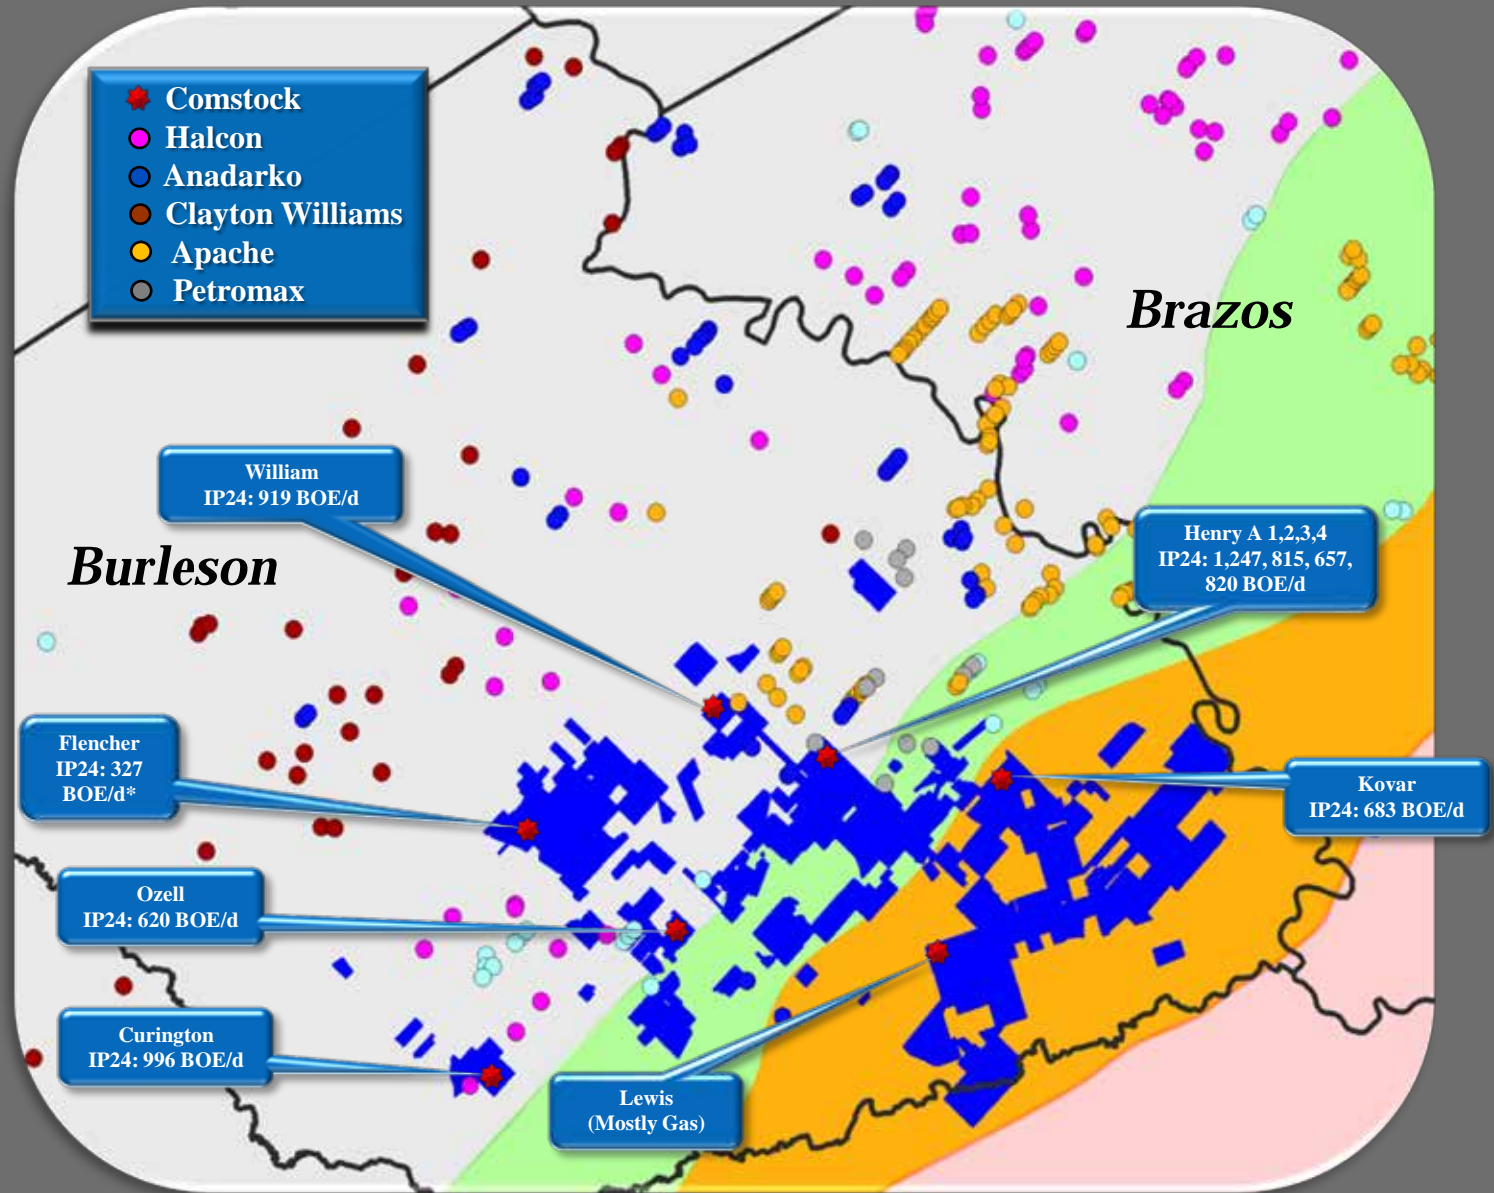 Comstock
Halcon
Anadarko
Clayton Williams
Apache
Petromax
Brazos
William
IP24: 919 BOE/d
Burleson
Henry A 1,2,3,4
IP24: 1,247, 815, 657,
820 BOE/d
Flencher
IP24: 327
BOE/d*
Kovar
IP24: 683 BOE/d
Ozell
IP24: 620 BOE/d
Curington
IP24: 996 BOE/d
Lewis
(Mostly Gas)